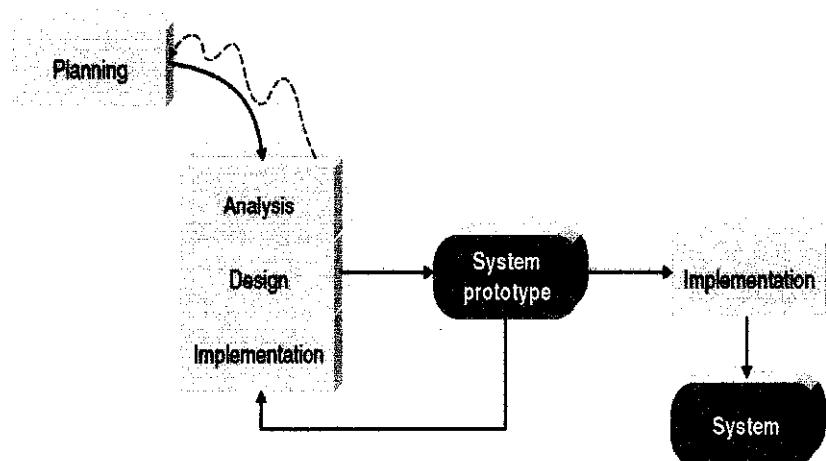 Planning
Analysis
Design
Implementation
System
prototype
Implementation
System